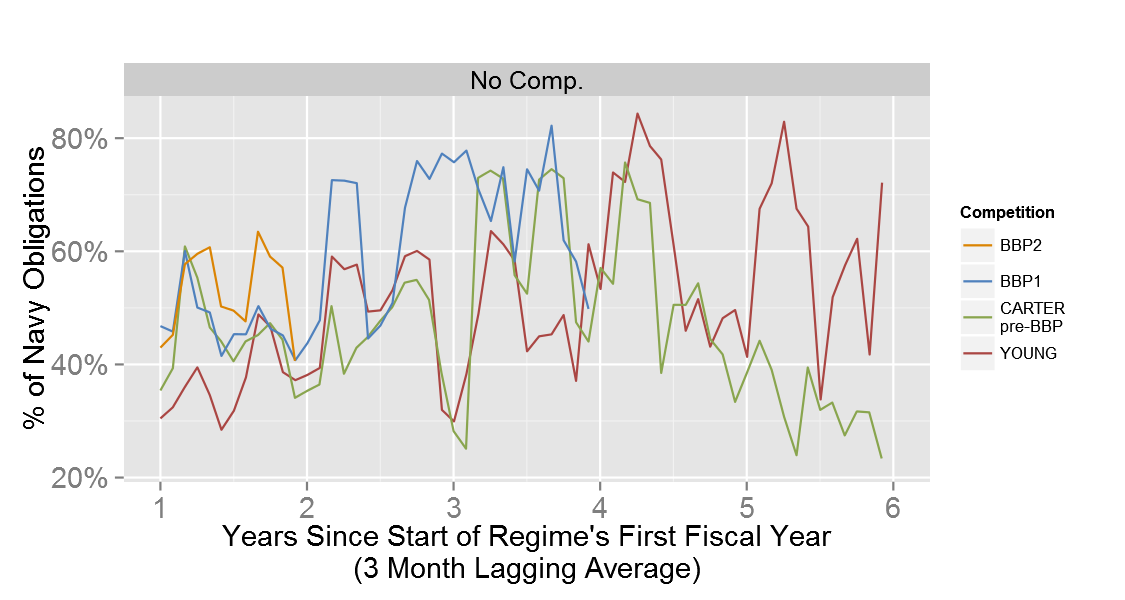 No Comp.
% of Navy Obligations
80%
60%
40%
20%
1 2 3 4 5 6
Years Since Start of Regime's First Fiscal Year
(3 Month Lagging Average)
Competition
BBP2
BBP1
CARTER
pre-BBP
YOUNG